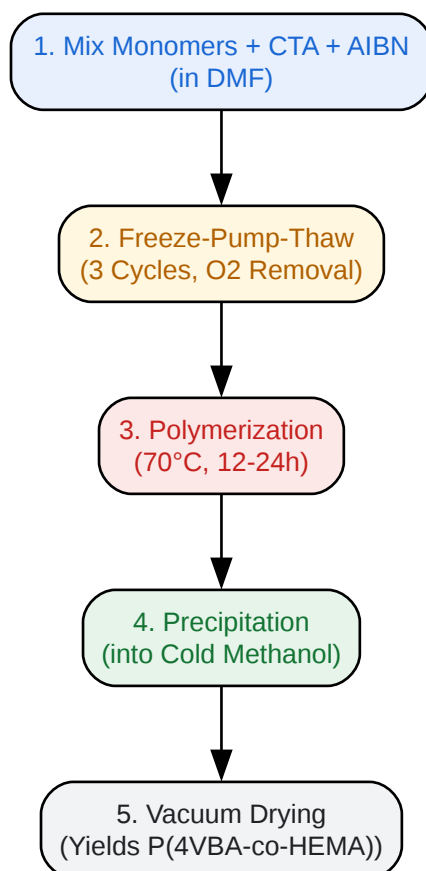 1. Mix Monomers + CTA + AIBN
(in DMF)
2. Freeze-Pump-Thaw
(3 Cycles, O2 Removal)
3. Polymerization
(70°C, 12-24h)
4. Precipitation
(into Cold Methanol)
5. Vacuum Drying
(Yields P(4VBA-co-HEMA))